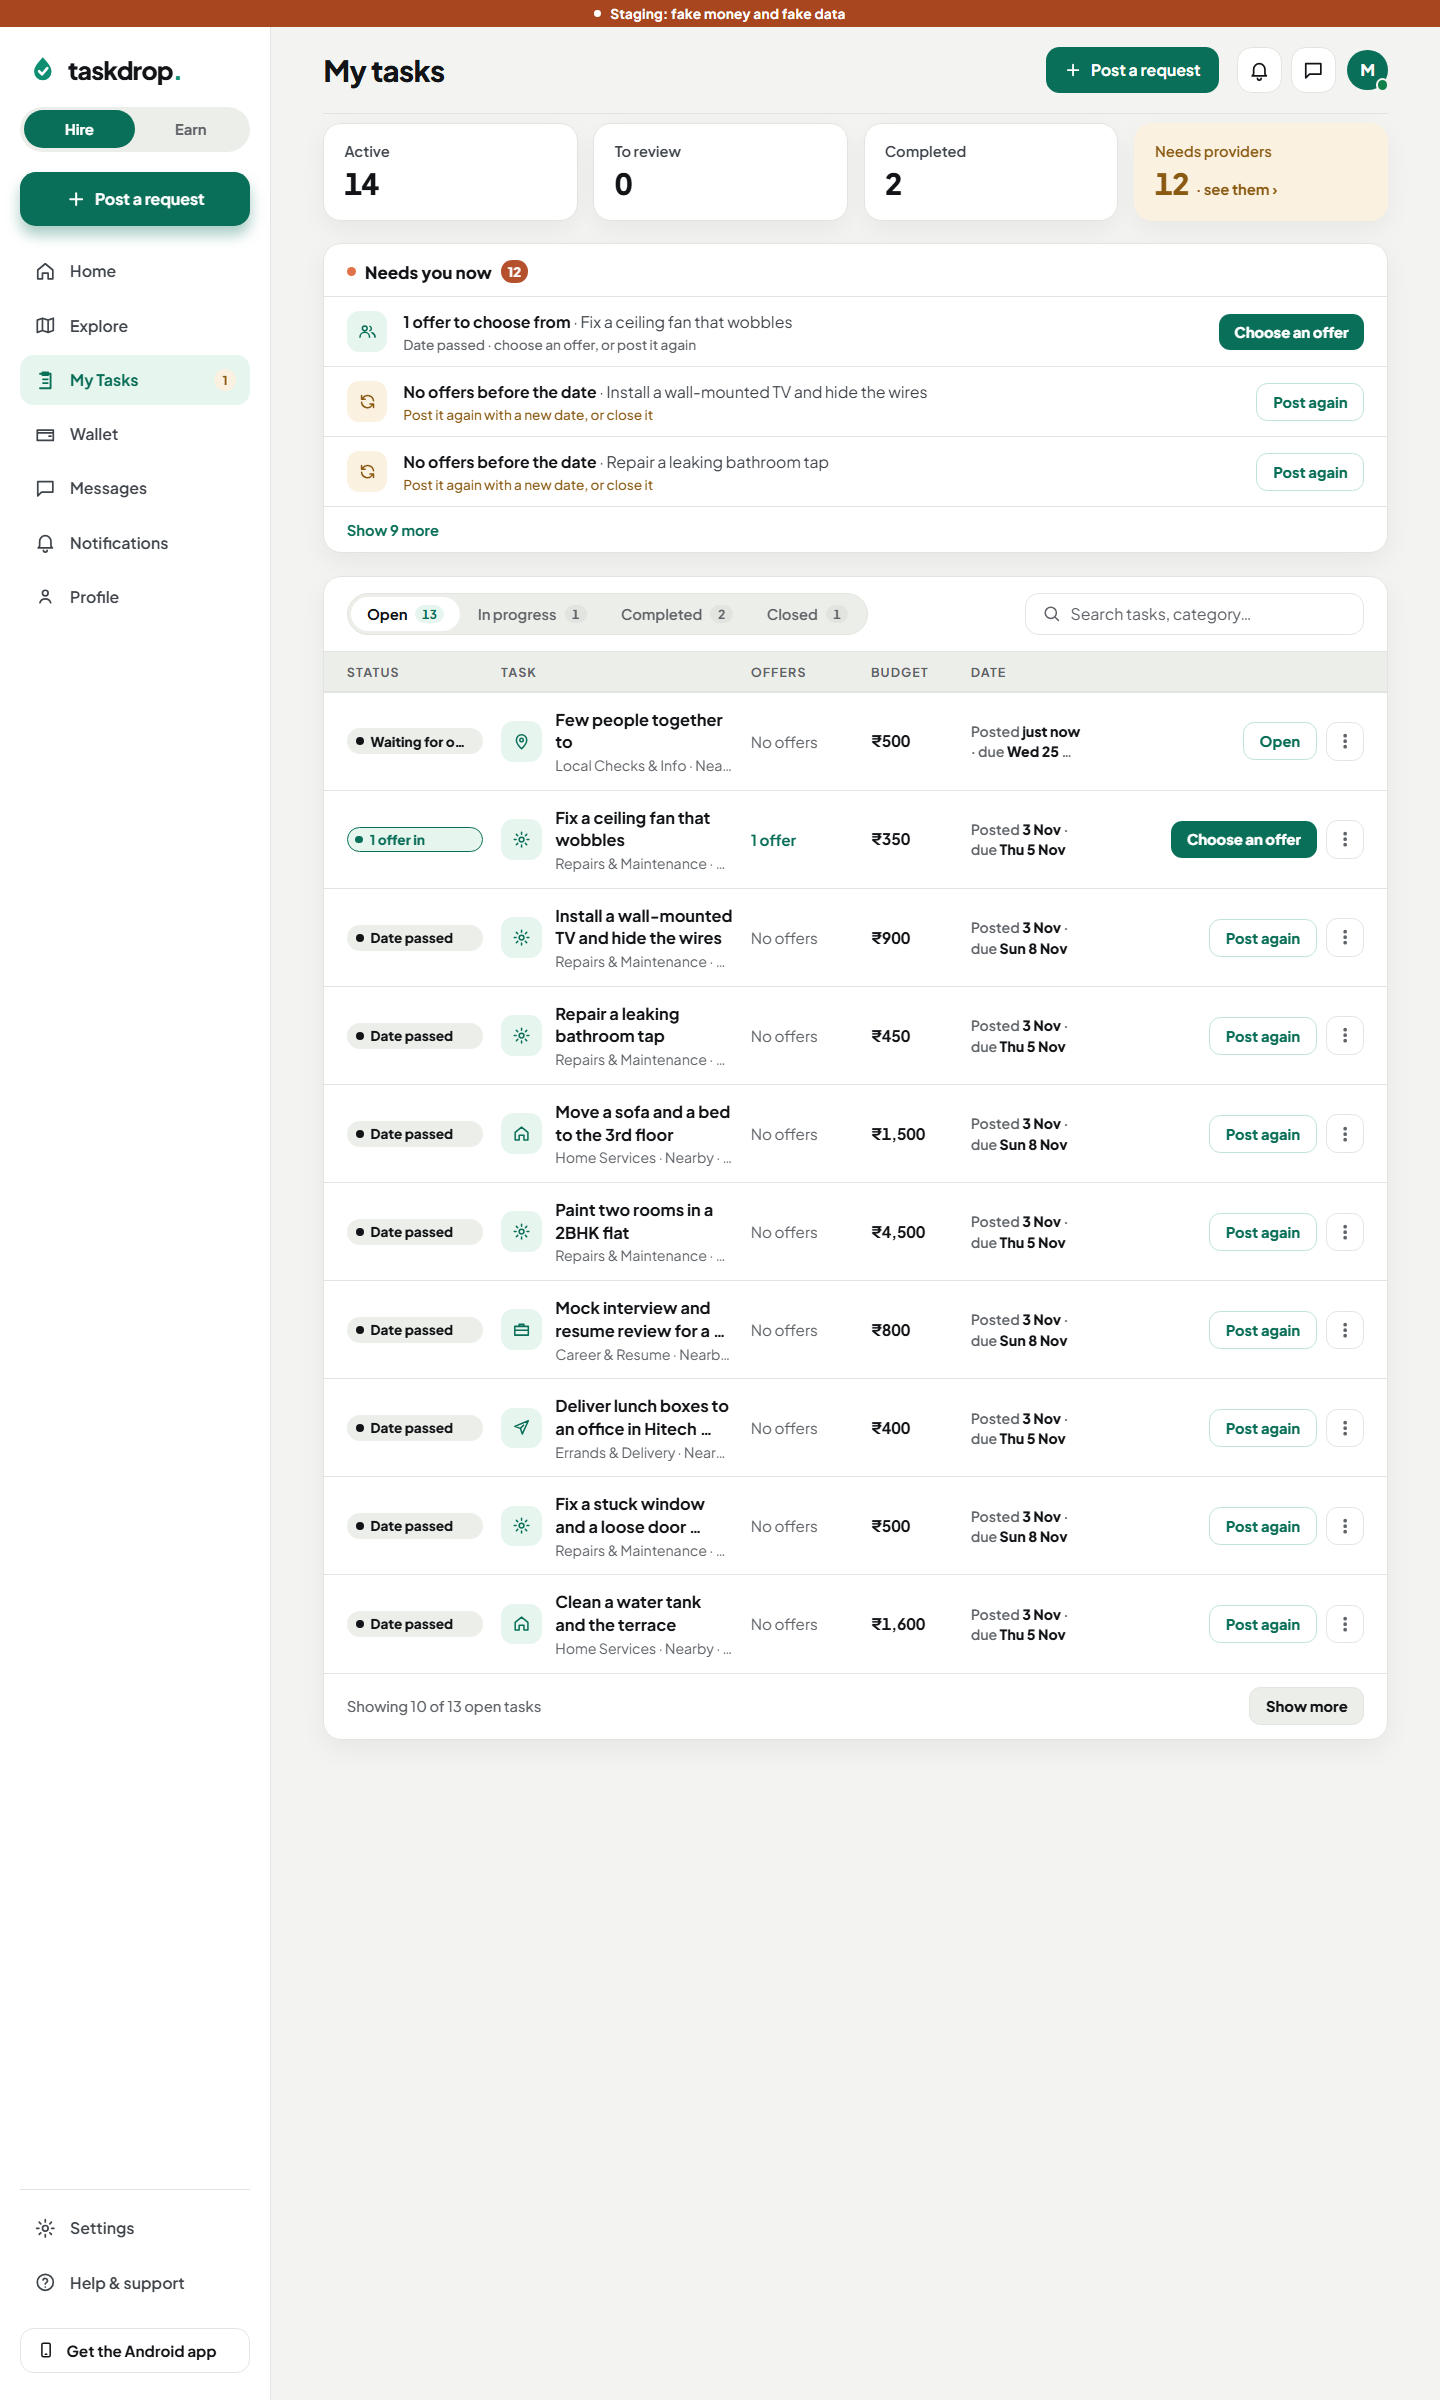 Staging: fake money and fake data
taskdrop.
Hire
Earn
Post a request
Home
Explore
My Tasks 1
Wallet
Messages
Notifications
Profile
Settings
Help & support
Get the Android app
My tasks
Post a request
M
Active
14
To review
0
Completed
2
Needs providers
12 · see them ›
Needs you now 12
1 offer to choose from · Fix a ceiling fan that wobbles
Date passed · choose an offer, or post it again
Choose an offer
No offers before the date · Install a wall-mounted TV and hide the wires
Post it again with a new date, or close it
Post again
No offers before the date · Repair a leaking bathroom tap
Post it again with a new date, or close it
Post again
Show 9 more
Open 13 In progress 1 Completed 2 Closed 1
Search tasks, category…
STATUS TASK OFFERS BUDGET DATE
Waiting for o…
Few people together
to
Local Checks & Info · Nea…
No offers
₹500
Posted just now
· due Wed 25 …
Open
1 offer in
Fix a ceiling fan that
wobbles
Repairs & Maintenance · …
1 offer
₹350
Posted 3 Nov ·
due Thu 5 Nov
Choose an offer
Date passed
Install a wall-mounted
TV and hide the wires
Repairs & Maintenance · …
No offers
₹900
Posted 3 Nov ·
due Sun 8 Nov
Post again
Date passed
Repair a leaking
bathroom tap
Repairs & Maintenance · …
No offers
₹450
Posted 3 Nov ·
due Thu 5 Nov
Post again
Date passed
Move a sofa and a bed
to the 3rd floor
Home Services · Nearby · …
No offers
₹1,500
Posted 3 Nov ·
due Sun 8 Nov
Post again
Date passed
Paint two rooms in a
2BHK flat
Repairs & Maintenance · …
No offers
₹4,500
Posted 3 Nov ·
due Thu 5 Nov
Post again
Date passed
Mock interview and
resume review for a …
Career & Resume · Nearb…
No offers
₹800
Posted 3 Nov ·
due Sun 8 Nov
Post again
Date passed
Deliver lunch boxes to
an office in Hitech …
Errands & Delivery · Near…
No offers
₹400
Posted 3 Nov ·
due Thu 5 Nov
Post again
Date passed
Fix a stuck window
and a loose door …
Repairs & Maintenance · …
No offers
₹500
Posted 3 Nov ·
due Sun 8 Nov
Post again
Date passed
Clean a water tank
and the terrace
Home Services · Nearby · …
No offers
₹1,600
Posted 3 Nov ·
due Thu 5 Nov
Post again
Showing 10 of 13 open tasks
Show more